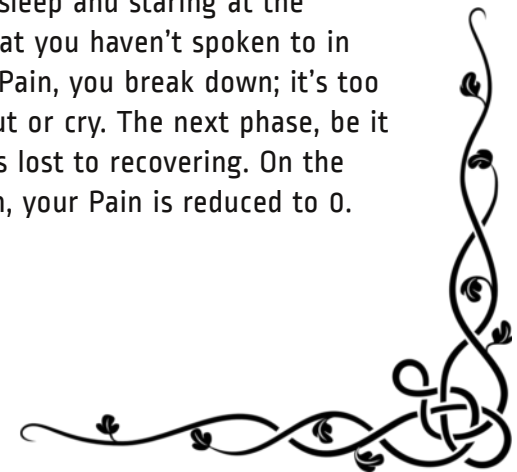 sleep and staring at the
at you haven't spoken to in
Pain, you break down; it's too
or cry. The next phase, be it
lost to recovering. On the
your Pain is reduced to 0.